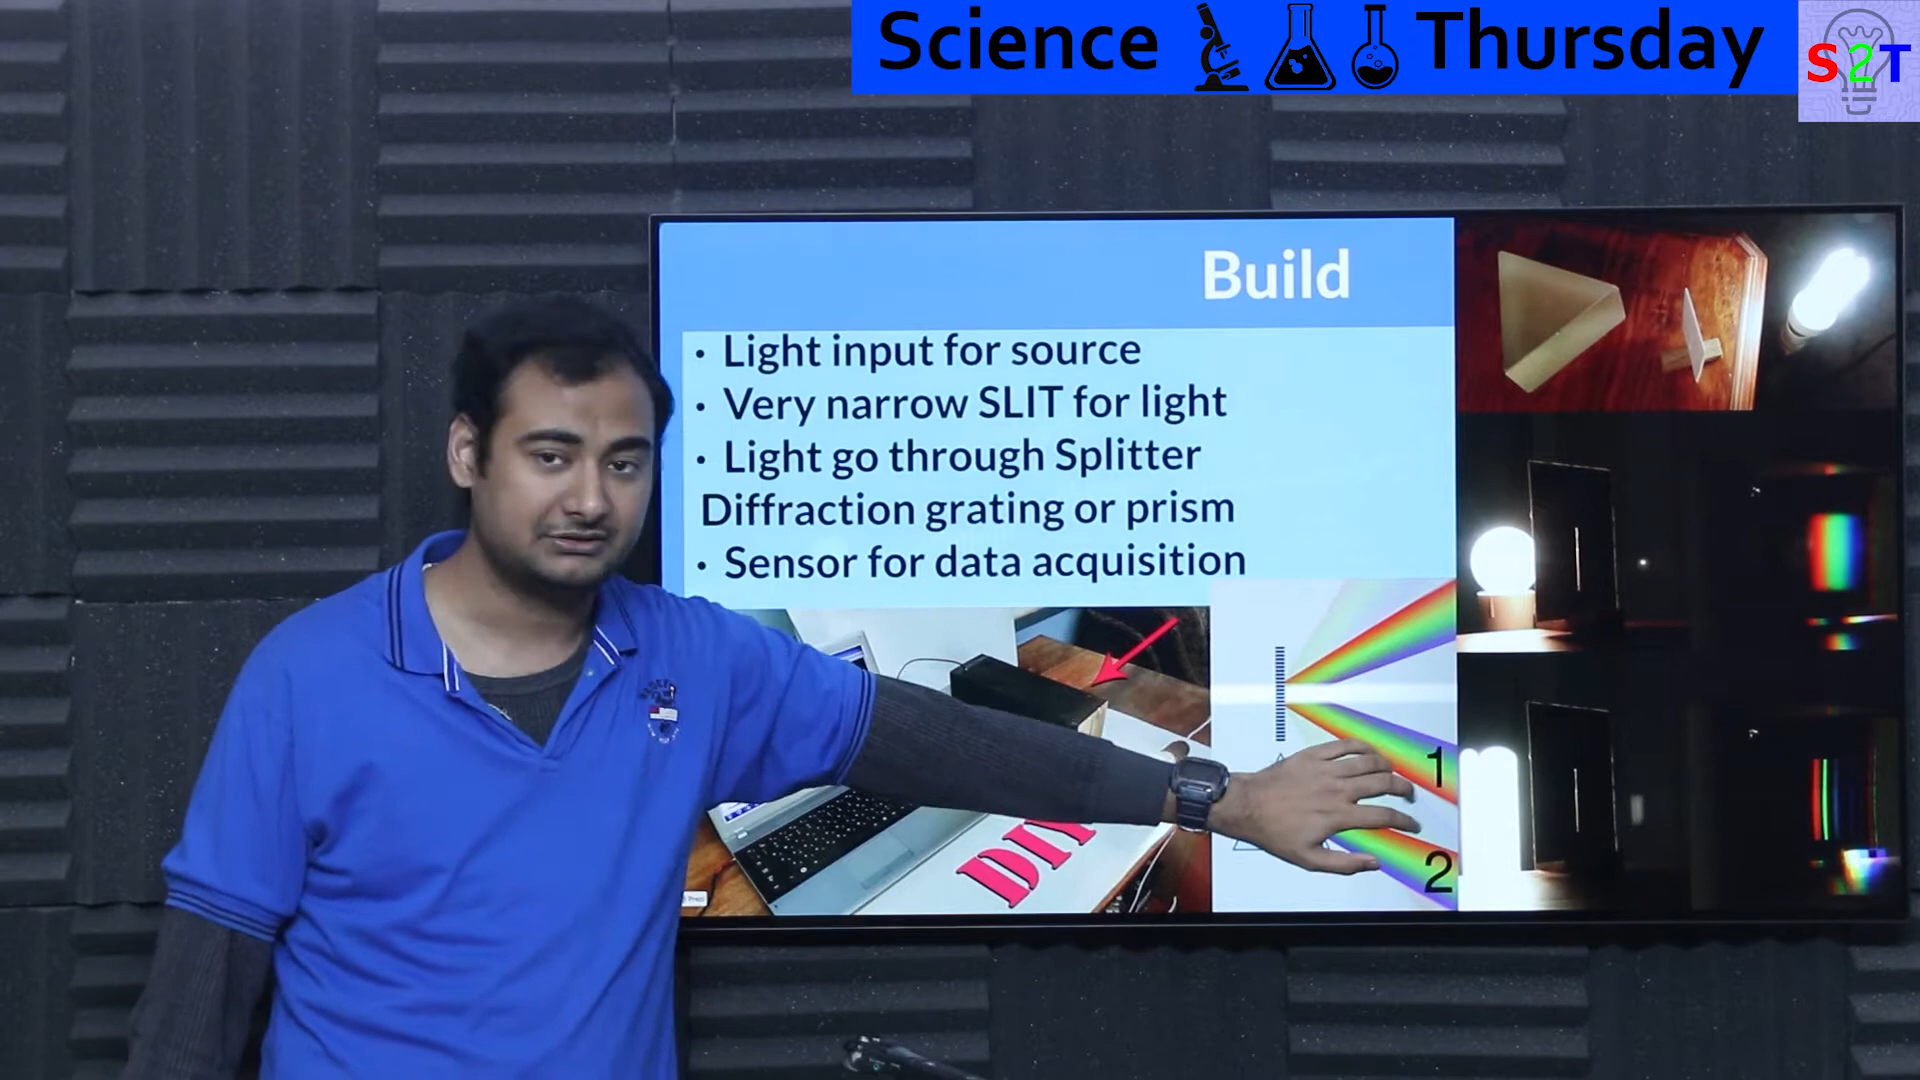 Science Thursday
S2T
Build
• Light input for source
• Very narrow SLIT for light
• Light go through Splitter
Diffraction grating or prism
• Sensor for data acquisition
1
DIY
2